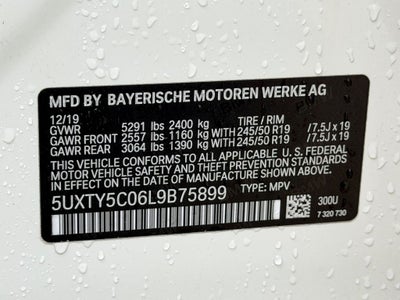 MFD BY BAYERISCHE MOTOREN WERKE AG
12/19 TIRE / RIM
GVWR 5291 lbs 2400 kg
GAWR FRONT 2557 lbs 1160 kg W-245/50 R19 /7.5J x 19
GAWR REAR 3064 lbs 1390 kg W-245/50 R19 /7.5J x 19
THIS VEHICLE CONFORMS TO ALL APPLICABLE U. S. FEDERAL
MOTOR VEHICLE SAFETY, BUMPER, AND THEFT PREVENTION
STANDARDS IN EFFECT ON THE DATE OF MANUFACTURE SHOWN ABOVE.
5UXTY5C06L9B75899 TYPE: MPV
300U
7 320 730